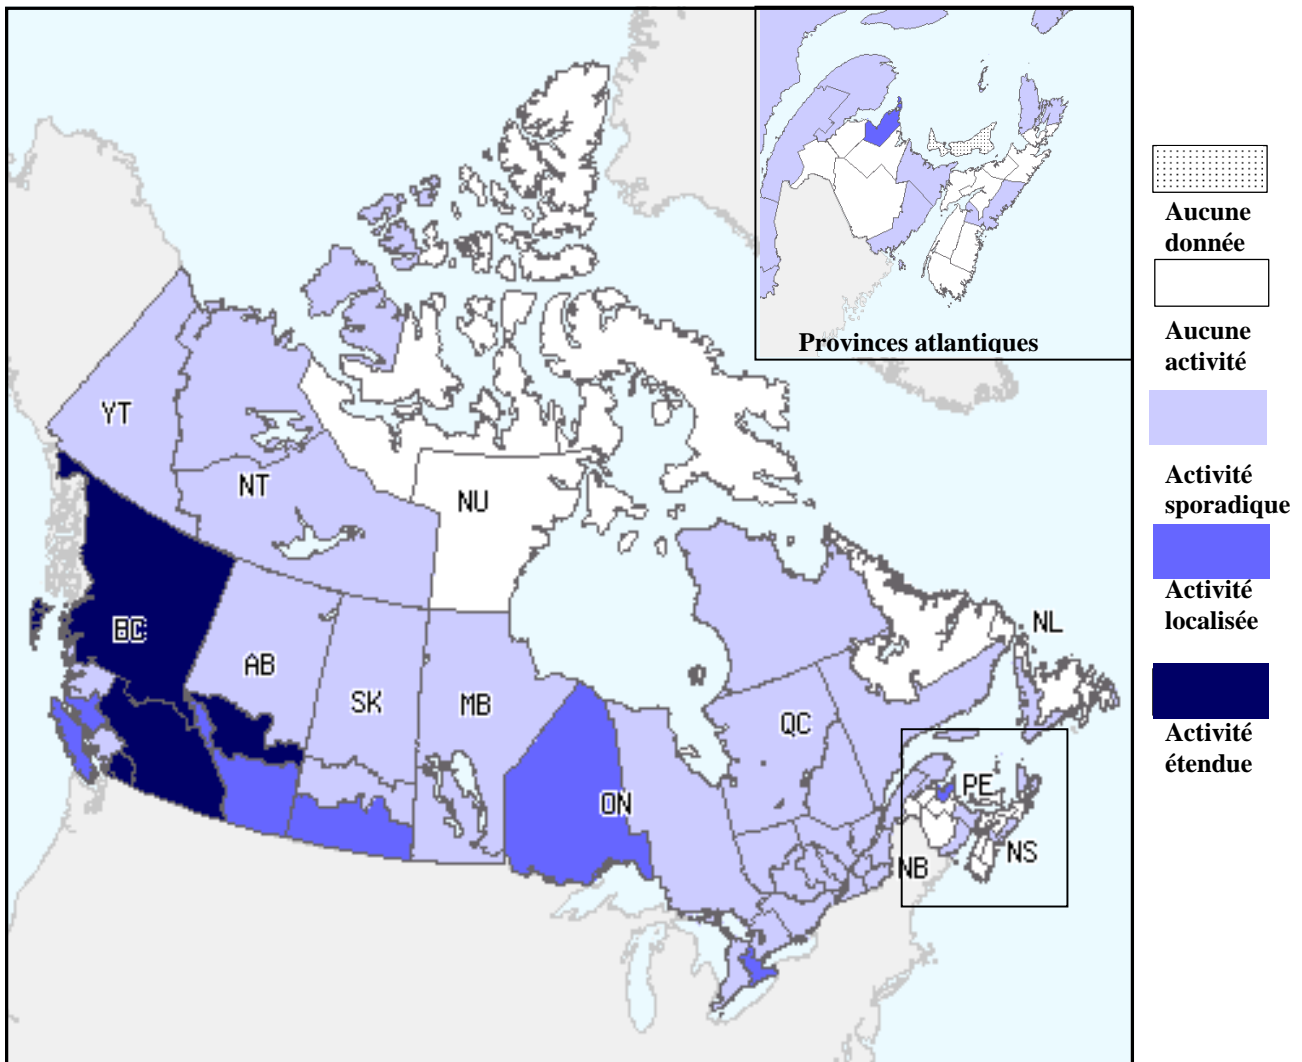 Provinces atlantiques
YT
NT
NU
BC
AB
SK
MB
ON
QC
NL
PE
NB
NS
Aucune
donnée
Aucune
activité
Activité
sporadique
Activité
localisée
Activité
étendue